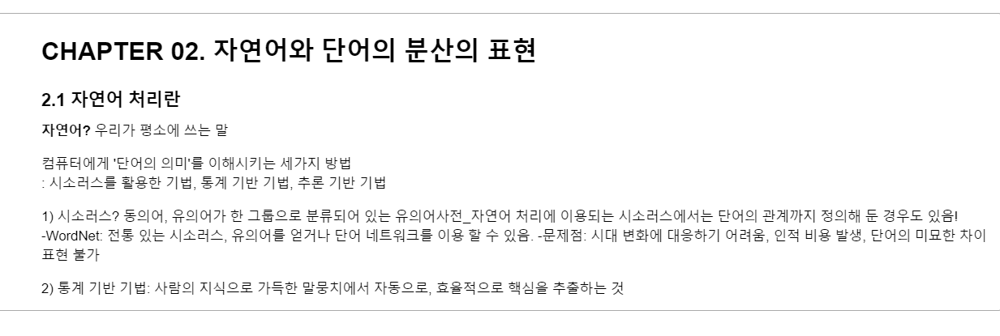 CHAPTER 02. 자연어와 단어의 분산의 표현
2.1 자연어 처리란
자연어? 우리가 평소에 쓰는 말
컴퓨터에게 '단어의 의미'를 이해시키는 세가지 방법
: 시소러스를 활용한 기법, 통계 기반 기법, 추론 기반 기법
1) 시소러스? 동의어, 유의어가 한 그룹으로 분류되어 있는 유의어사전_자연어 처리에 이용되는 시소러스에서는 단어의 관계까지 정의해 둔 경우도 있음!
-WordNet: 전통 있는 시소러스, 유의어를 얻거나 단어 네트워크를 이용 할 수 있음. -문제점: 시대 변화에 대응하기 어려움, 인적 비용 발생, 단어의 미묘한 차이
표현 불가
2) 통계 기반 기법: 사람의 지식으로 가득한 말뭉치에서 자동으로, 효율적으로 핵심을 추출하는 것